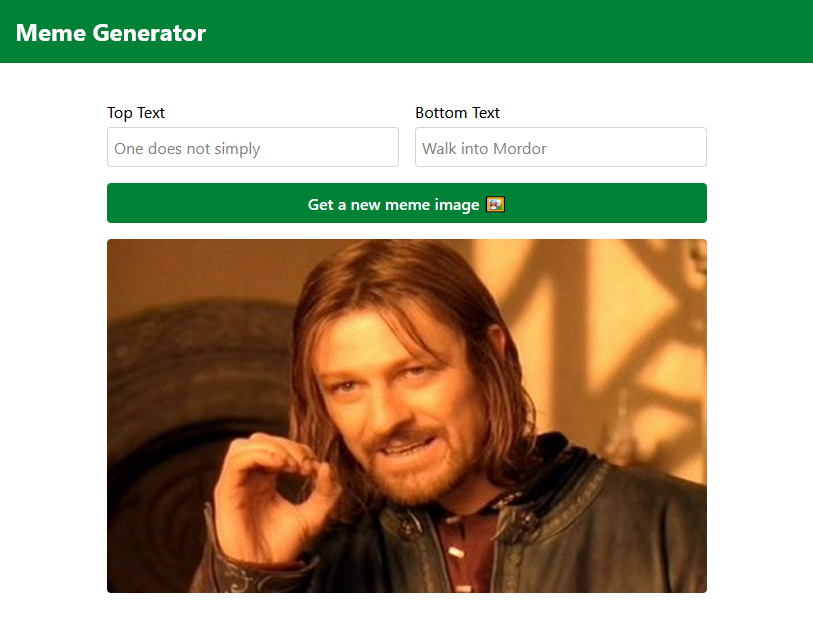 Meme Generator
Top Text
Bottom Text
One does not simply
Walk into Mordor
Get a new meme image 🖼️